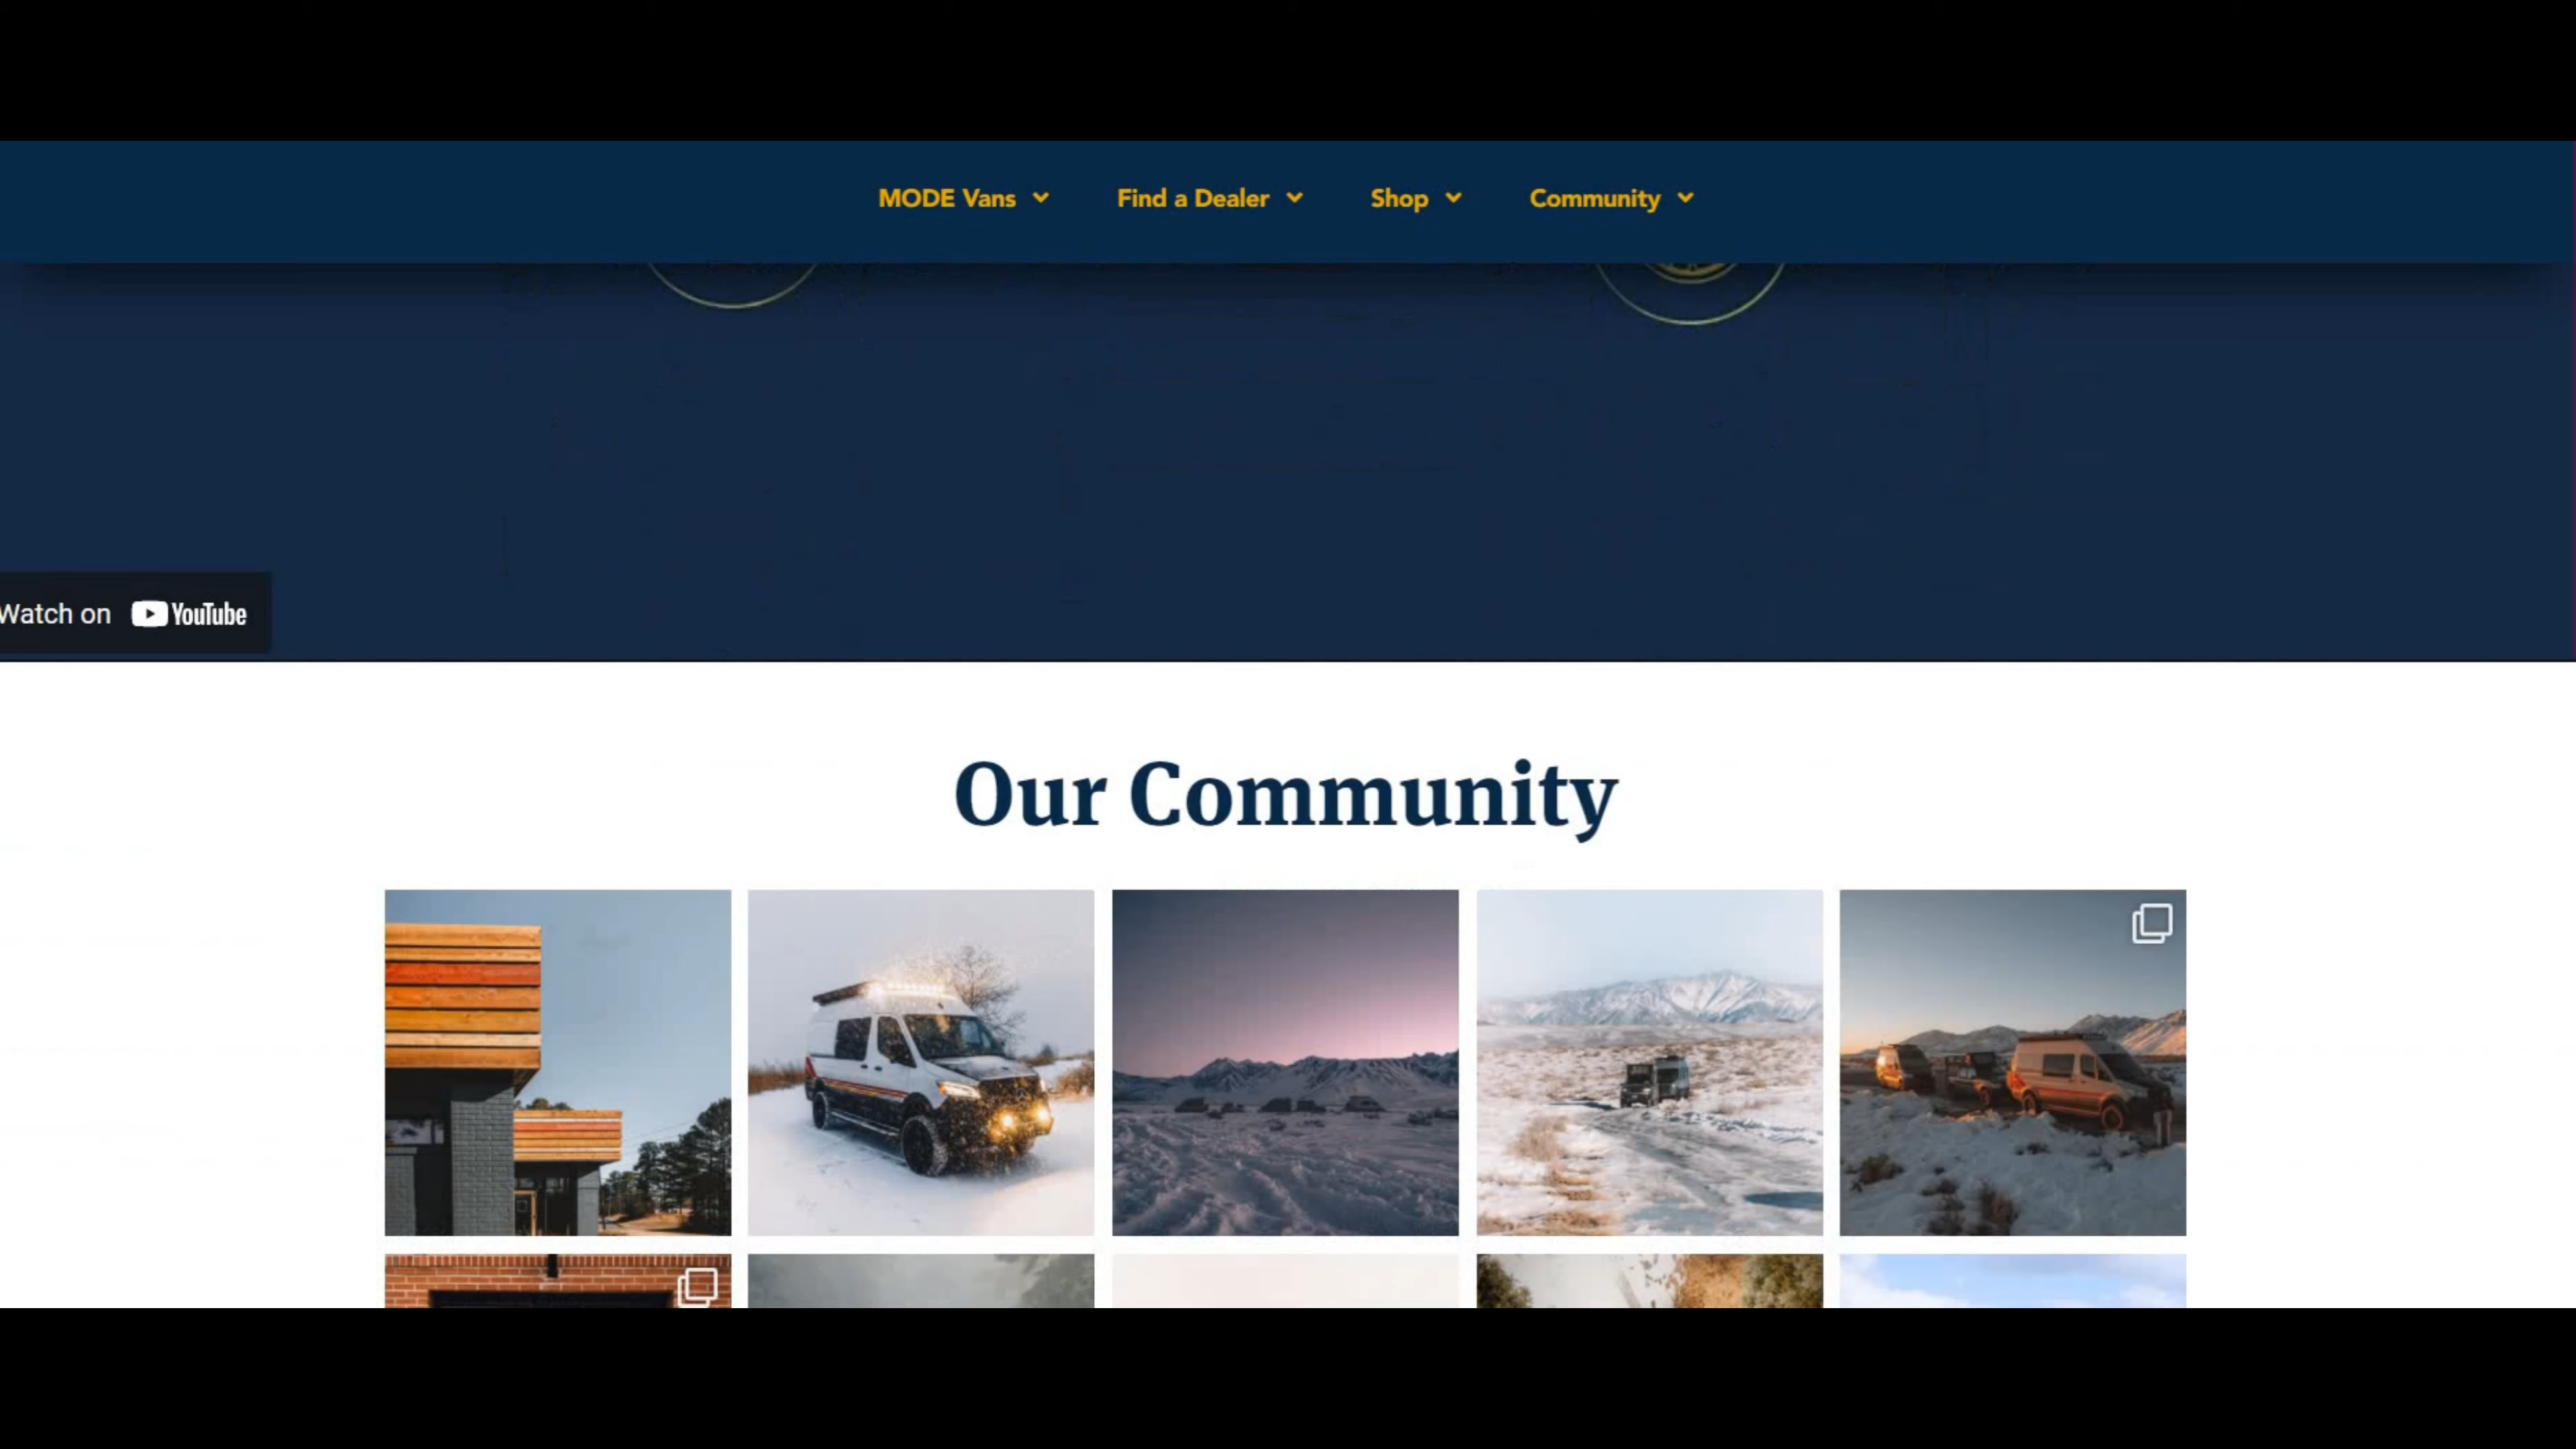 MODE Vans
Find a Dealer
Shop
Community
Watch on YouTube
Our Community